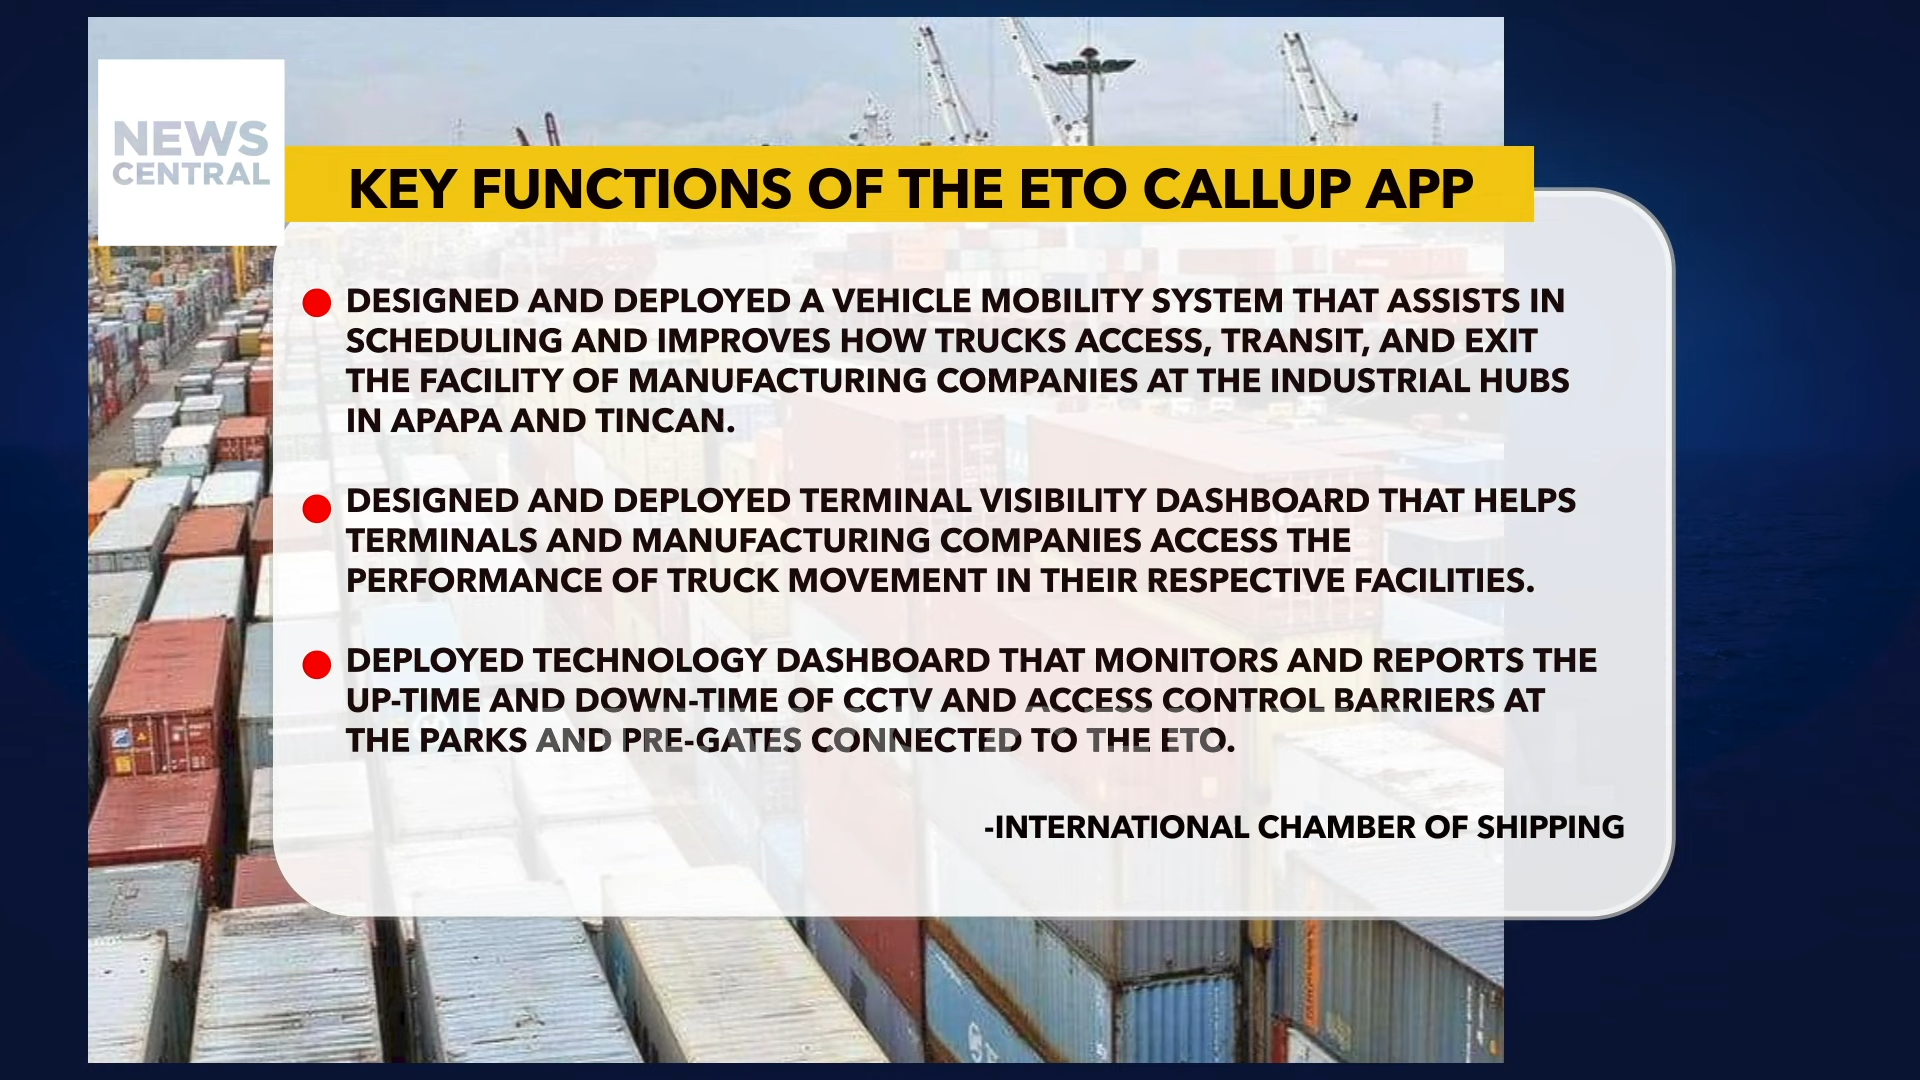 NEWS
CENTRAL
KEY FUNCTIONS OF THE ETO CALLUP APP
DESIGNED AND DEPLOYED A VEHICLE MOBILITY SYSTEM THAT ASSISTS IN
SCHEDULING AND IMPROVES HOW TRUCKS ACCESS, TRANSIT, AND EXIT
THE FACILITY OF MANUFACTURING COMPANIES AT THE INDUSTRIAL HUBS
IN APAPA AND TINCAN.
DESIGNED AND DEPLOYED TERMINAL VISIBILITY DASHBOARD THAT HELPS
TERMINALS AND MANUFACTURING COMPANIES ACCESS THE
PERFORMANCE OF TRUCK MOVEMENT IN THEIR RESPECTIVE FACILITIES.
DEPLOYED TECHNOLOGY DASHBOARD THAT MONITORS AND REPORTS THE
UP-TIME AND DOWN-TIME OF CCTV AND ACCESS CONTROL BARRIERS AT
THE PARKS AND PRE-GATES CONNECTED TO THE ETO.
-INTERNATIONAL CHAMBER OF SHIPPING